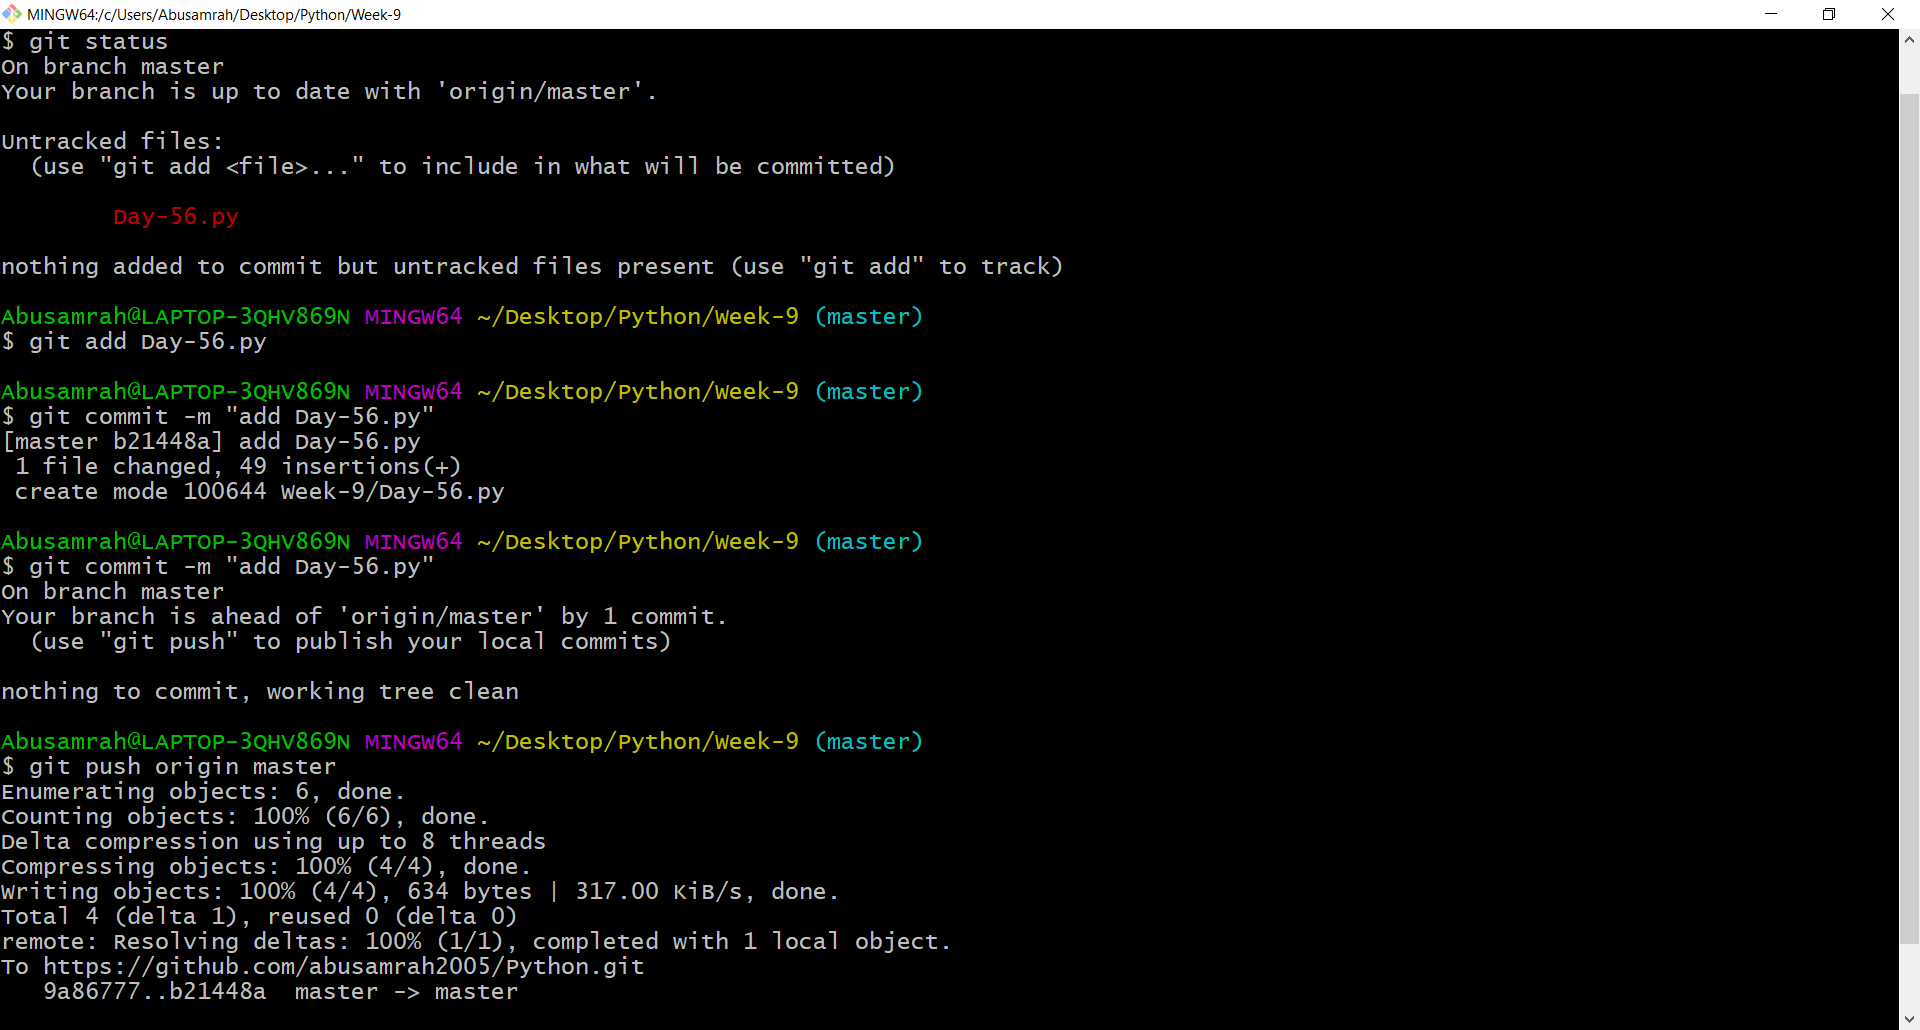 MINGW64:/c/Users/Abusamrah/Desktop/Python/Week-9
$ git status
On branch master
Your branch is up to date with 'origin/master'.
Untracked files:
  (use "git add <file>..." to include in what will be committed)
        Day-56.py
nothing added to commit but untracked files present (use "git add" to track)
Abusamrah@LAPTOP-3QHV869N MINGW64 ~/Desktop/Python/Week-9 (master)
$ git add Day-56.py
Abusamrah@LAPTOP-3QHV869N MINGW64 ~/Desktop/Python/Week-9 (master)
$ git commit -m "add Day-56.py"
[master b21448a] add Day-56.py
 1 file changed, 49 insertions(+)
 create mode 100644 Week-9/Day-56.py
Abusamrah@LAPTOP-3QHV869N MINGW64 ~/Desktop/Python/Week-9 (master)
$ git commit -m "add Day-56.py"
On branch master
Your branch is ahead of 'origin/master' by 1 commit.
  (use "git push" to publish your local commits)
nothing to commit, working tree clean
Abusamrah@LAPTOP-3QHV869N MINGW64 ~/Desktop/Python/Week-9 (master)
$ git push origin master
Enumerating objects: 6, done.
Counting objects: 100% (6/6), done.
Delta compression using up to 8 threads
Compressing objects: 100% (4/4), done.
Writing objects: 100% (4/4), 634 bytes | 317.00 KiB/s, done.
Total 4 (delta 1), reused 0 (delta 0)
remote: Resolving deltas: 100% (1/1), completed with 1 local object.
To https://github.com/abusamrah2005/Python.git
   9a86777..b21448a  master -> master